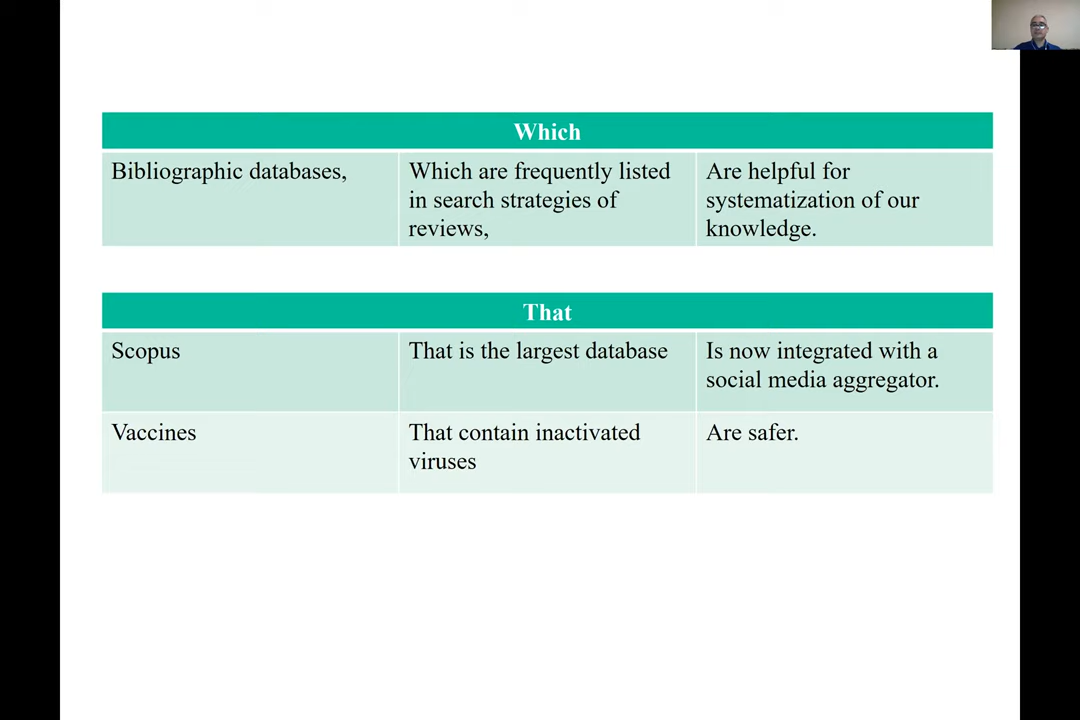 Which
Bibliographic databases,
Which are frequently listed
in search strategies of
reviews,
Are helpful for
systematization of our
knowledge.
That
Scopus
That is the largest database
Is now integrated with a
social media aggregator.
Vaccines
That contain inactivated
viruses
Are safer.